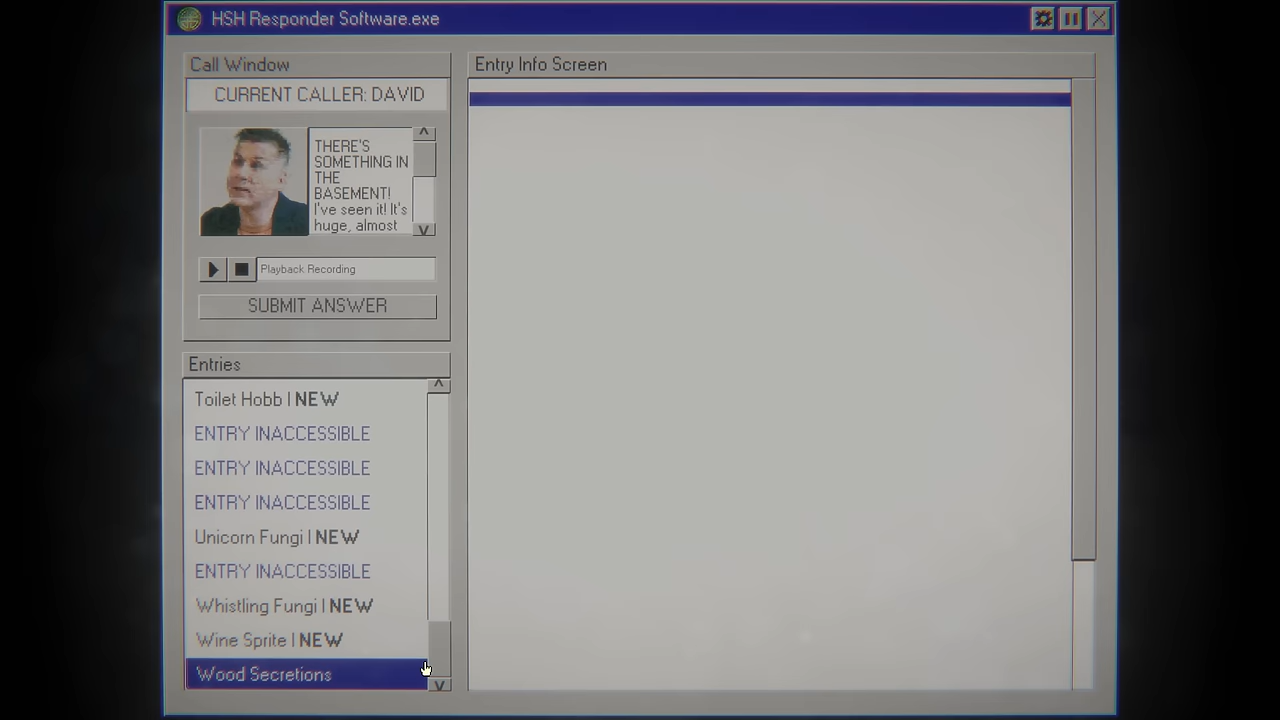 HSH Responder Software.exe
Call Window
CURRENT CALLER: DAVID
THERE'S
SOMETHING IN
THE
BASEMENT!
I've seen it! It's
huge, almost
Playback Recording
SUBMIT ANSWER
Entries
Toilet Hobb | NEW
ENTRY INACCESSIBLE
ENTRY INACCESSIBLE
ENTRY INACCESSIBLE
Unicorn Fungi | NEW
ENTRY INACCESSIBLE
Whistling Fungi | NEW
Wine Sprite | NEW
Wood Secretions
Entry Info Screen